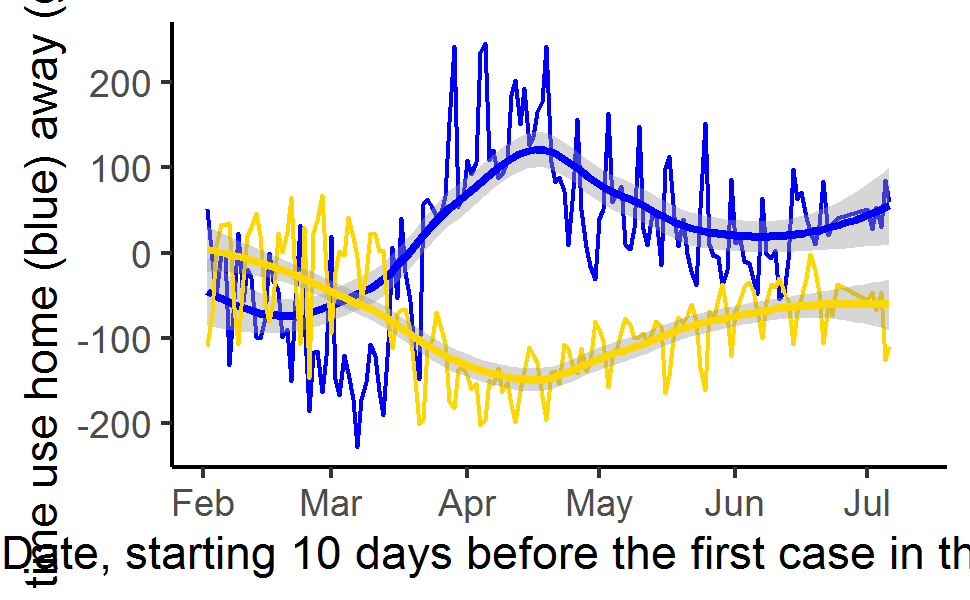 time use home (blue) away (
200
100
0
-100
-200
Feb Mar Apr May Jun Jul
Date, starting 10 days before the first case in